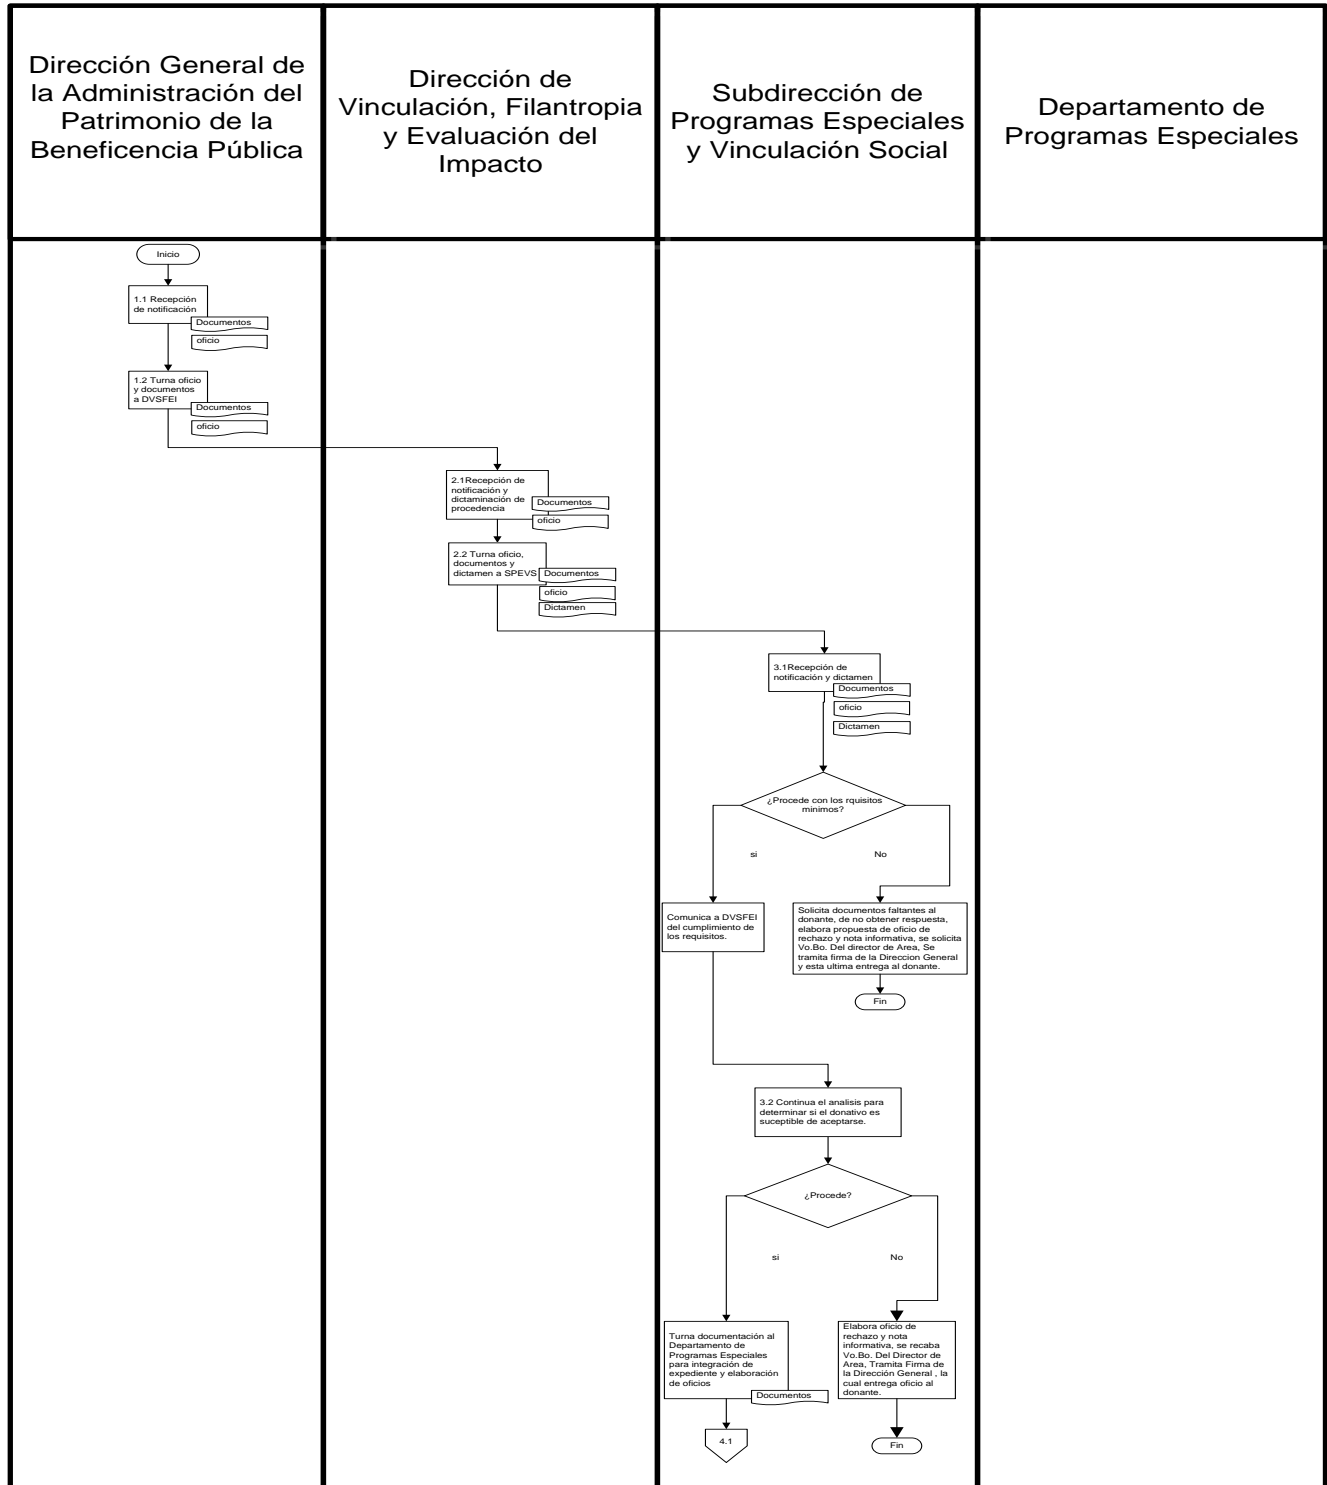 Dirección General de
la Administración del
Patrimonio de la
Beneficencia Pública
Dirección de
Vinculación, Filantropia
y Evaluación del
Impacto
Subdirección de
Programas Especiales
y Vinculación Social
Departamento de
Programas Especiales
Inicio
1.1 Recepción
de notificación
Documentos
oficio
1.2 Turna oficio
y documentos
a DVSFEI
Documentos
oficio
2.1Recepción de
notificación y
dictaminación de
procedencia
Documentos
oficio
2.2 Turna oficio,
documentos y
dictamen a SPEVS
Documentos
oficio
Dictamen
3.1Recepción de
notificación y dictamen
Documentos
oficio
Dictamen
¿Procede con los rquisitos
minimos?
si
No
Comunica a DVSFEI
del cumplimiento de
los requisitos.
Solicita documentos faltantes al
donante, de no obtener respuesta,
elabora propuesta de oficio de
rechazo y nota informativa, se solicita
Vo.Bo. Del director de Area, Se
tramita firma de la Direccion General
y esta ultima entrega al donante.
Fin
3.2 Continua el analisis para
determinar si el donativo es
suceptible de aceptarse.
¿Procede?
si
No
Turna documentación al
Departamento de
Programas Especiales
para integración de
expediente y elaboración
de oficios
Documentos
4.1
Elabora oficio de
rechazo y nota
informativa, se recaba
Vo.Bo. Del Director de
Area, Tramita Firma de
la Dirección General , la
cual entrega oficio al
donante.
Fin